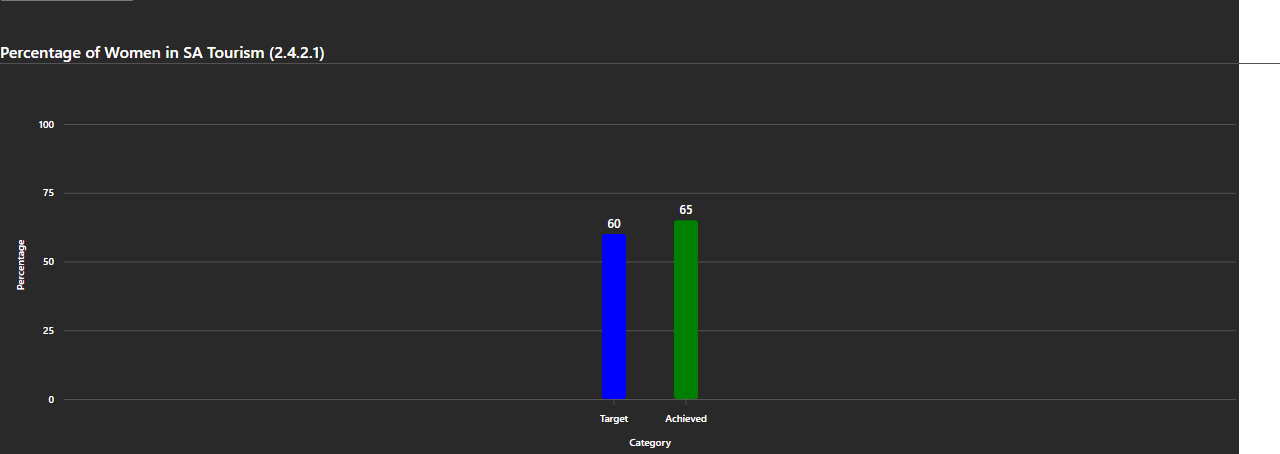 Percentage of Women in SA Tourism (2.4.2.1)
100
75
50
25
0
Percentage
60
65
Target
Achieved
Category